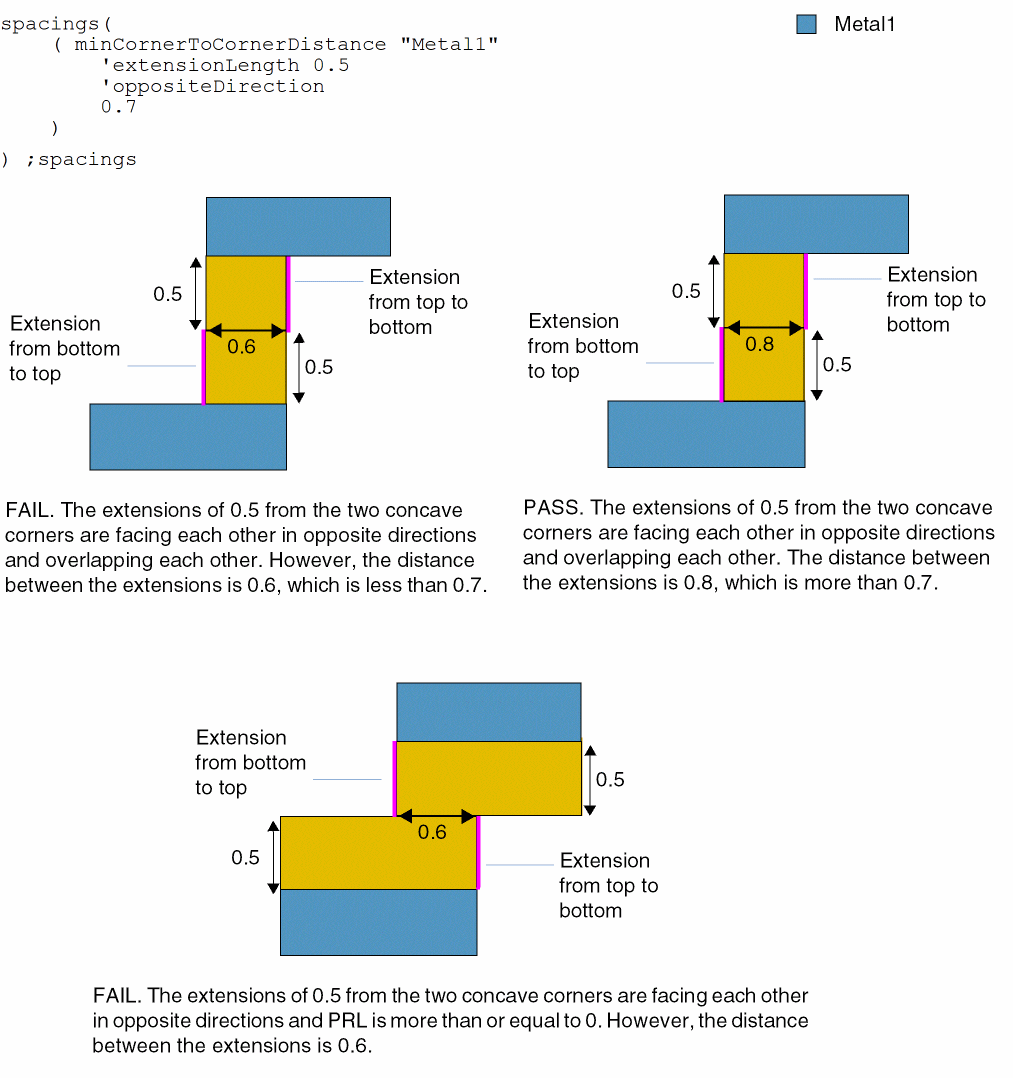 spacings(
( minCornerToCornerDistance "Metal1"
'extensionLength 0.5
'oppositeDirection
0.7
)
) ;spacings
Metal1
0.5
Extension
from top to
bottom
Extension
from bottom
to top
0.6
0.5
FAIL. The extensions of 0.5 from the two concave
corners are facing each other in opposite directions
and overlapping each other. However, the distance
between the extensions is 0.6, which is less than 0.7.
0.5
Extension
from top to
bottom
Extension
from bottom
to top
0.8
0.5
PASS. The extensions of 0.5 from the two concave
corners are facing each other in opposite directions
and overlapping each other. The distance between
the extensions is 0.8, which is more than 0.7.
Extension
from bottom
to top
0.5
0.6
0.5
Extension
from top to
bottom
FAIL. The extensions of 0.5 from the two concave corners are facing each other
in opposite directions and PRL is more than or equal to 0. However, the distance
between the extensions is 0.6.